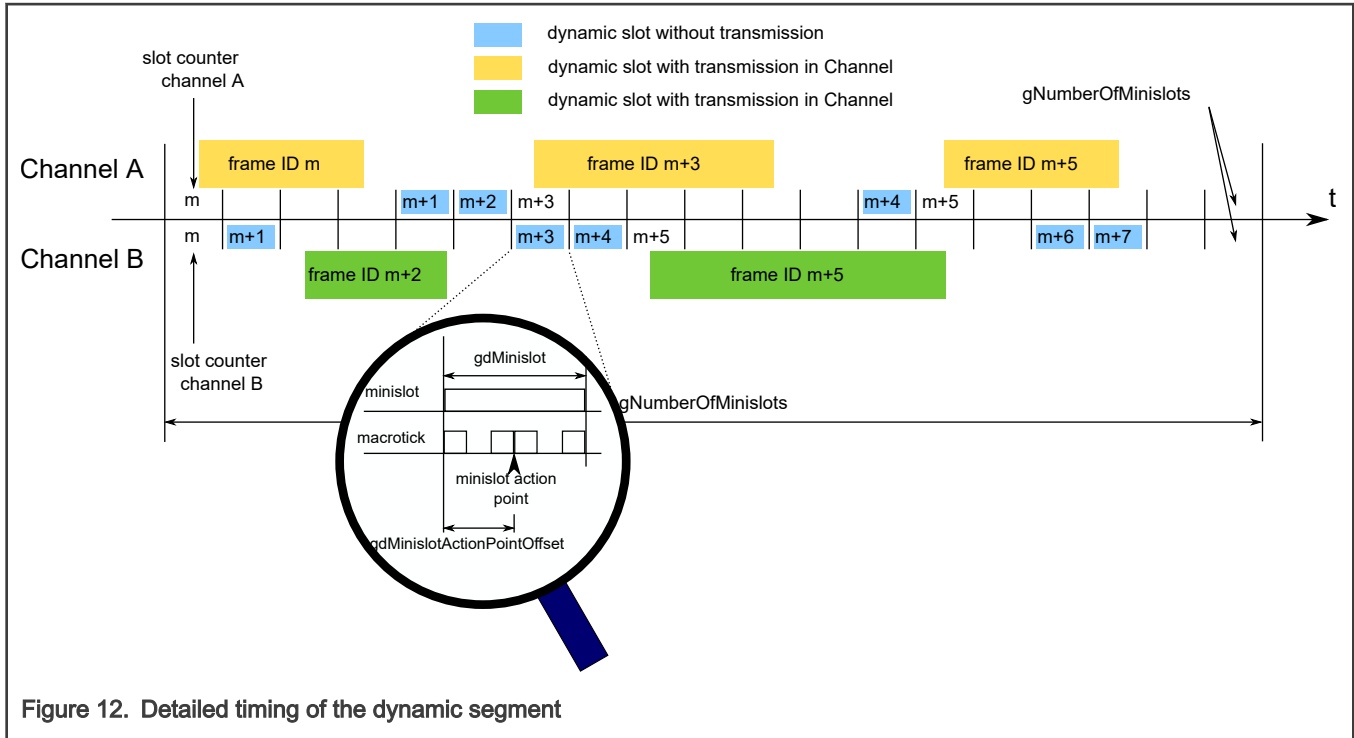 dynamic slot without transmission
dynamic slot with transmission in Channel
dynamic slot with transmission in Channel
slot counter
channel A
gNumberOfMinislots
Channel A
frame ID m
frame ID m+3
frame ID m+5
m
m+1
m+2
m+3
m+4
m+5
t
m
m+1
m+3
m+4
m+5
m+6
m+7
Channel B
frame ID m+2
frame ID m+5
slot counter
channel B
gdMinislot
minislot
gNumberOfMinislots
macrotick
minislot action
point
gdMinislotActionPointOffset
Figure 12. Detailed timing of the dynamic segment